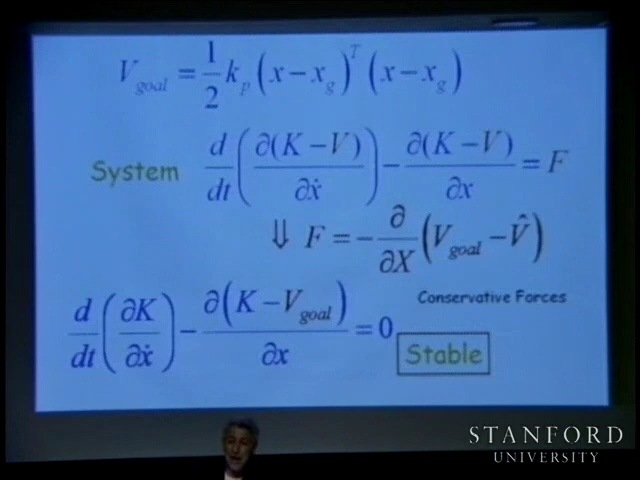 V_goal = 1/2 k_p (x − x_g)^T (x − x_g)
System d/dt (∂(K − V)/∂ẋ) − ∂(K − V)/∂x = F
⇓ F = − ∂/∂X (V_goal − V̂)
Conservative Forces
d/dt (∂K/∂ẋ) − ∂(K − V_goal)/∂x = 0
Stable
STANFORD
UNIVERSITY